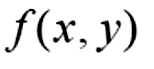 f(x, y)